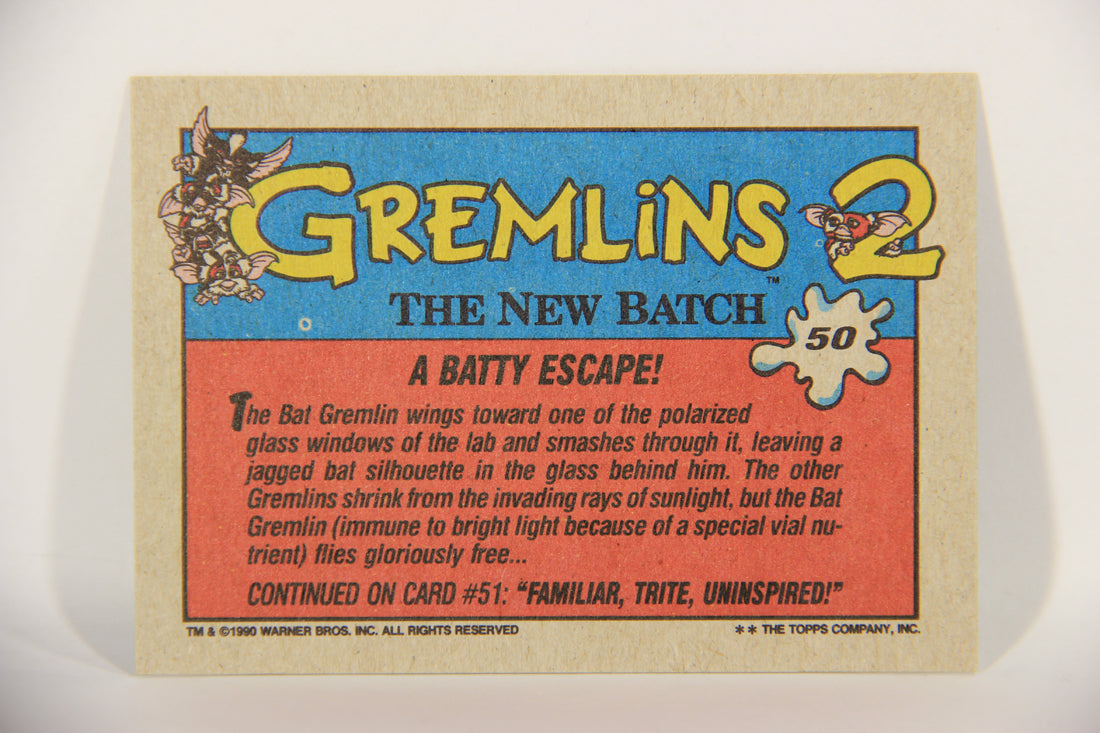 GREMLiNS 2
™
THE NEW BATCH
50
A BATTY ESCAPE!
The Bat Gremlin wings toward one of the polarized
glass windows of the lab and smashes through it, leaving a
jagged bat silhouette in the glass behind him. The other
Gremlins shrink from the invading rays of sunlight, but the Bat
Gremlin (immune to bright light because of a special vial nu-
trient) flies gloriously free...
CONTINUED ON CARD #51: "FAMILIAR, TRITE, UNINSPIRED!"
TM & ©1990 WARNER BROS. INC. ALL RIGHTS RESERVED
** THE TOPPS COMPANY, INC.